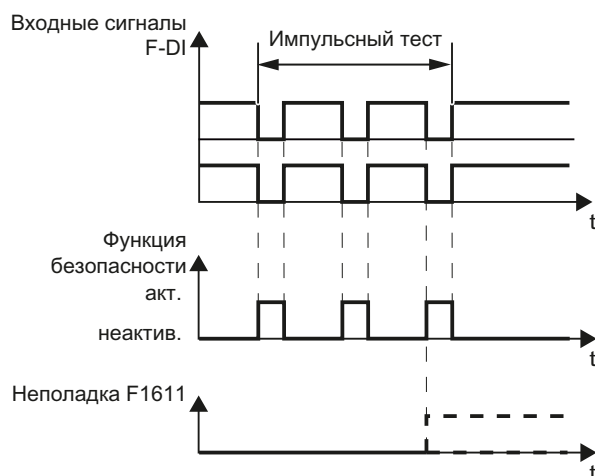 Входные сигналы
F-DI
Импульсный тест
t
Функция
безопасности
акт.
неактив.
t
Неполадка F1611
t